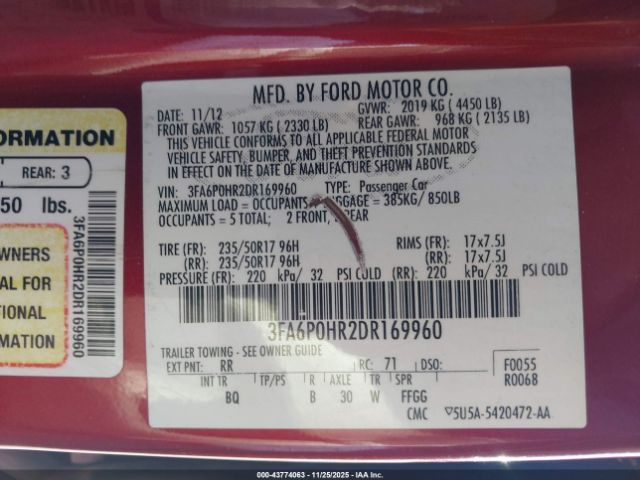 ORMATION
REAR: 3
50 lbs.
WNERS
AL FOR
TIONAL
MATION
3FA6P0HR2DR169960
MFD. BY FORD MOTOR CO.
DATE: 11/12 GVWR: 2019 KG ( 4450 LB)
FRONT GAWR: 1057 KG ( 2330 LB) REAR GAWR: 968 KG ( 2135 LB)
THIS VEHICLE CONFORMS TO ALL APPLICABLE FEDERAL MOTOR
VEHICLE SAFETY, BUMPER, AND THEFT PREVENTION STANDARDS
IN EFFECT ON THE DATE OF MANUFACTURE SHOWN ABOVE.
VIN: 3FA6P0HR2DR169960 TYPE: Passenger Car
MAXIMUM LOAD = OCCUPANTS GGAGE = 385KG/ 850LB
OCCUPANTS = 5 TOTAL; 2 FRONT, EAR
TIRE (FR): 235/50R17 96H RIMS (FR): 17x7.5J
(RR): 235/50R17 96H (RR): 17x7.5J
PRESSURE (FR): 220 kPa/ 32 PSI COLD (RR): 220 kPa/ 32 PSI COLD
3FA6P0HR2DR169960
TRAILER TOWING - SEE OWNER GUIDE
EXT PNT: RR RC: 71 DSO: F0055
R0068
INT TR TP/PS R AXLE TR SPR
BQ B 30 W FFGG
CMC 5U5A-5420472-AA
000-43774063 - 11/25/2025 - IAA Inc.